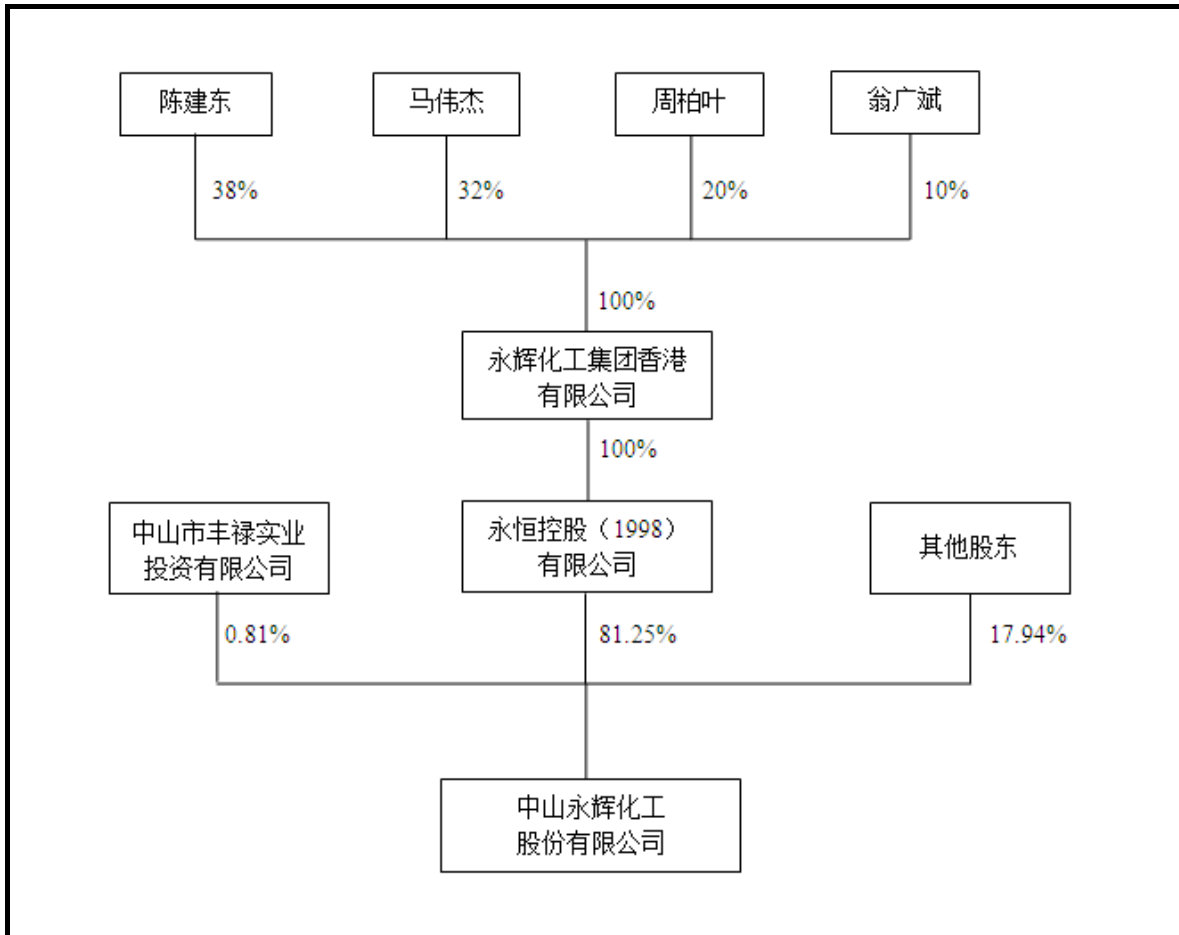 陈建东
马伟杰
周柏叶
翁广斌
38%
32%
20%
10%
100%
永辉化工集团香港
有限公司
100%
中山市丰禄实业
投资有限公司
永恒控股（1998）
有限公司
其他股东
0.81%
81.25%
17.94%
中山永辉化工
股份有限公司